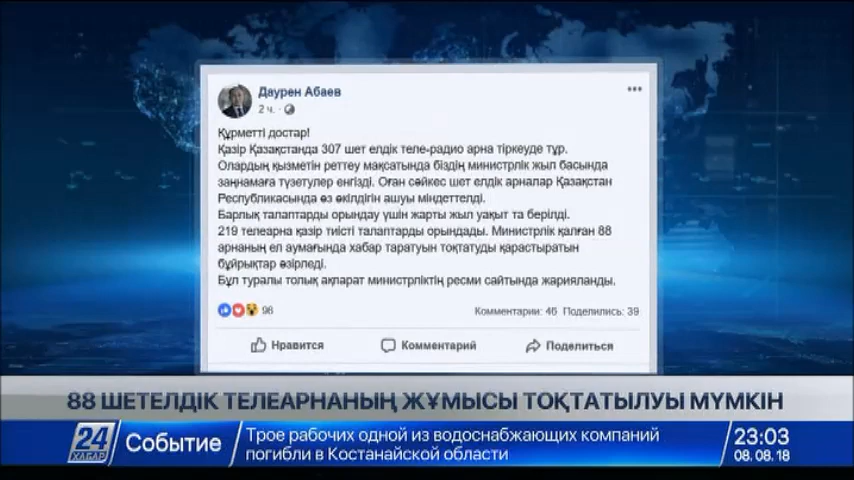 Даурен Абаев
2 ч. ·
Құрметті достар!
Қазір Қазақстанда 307 шет елдік теле-радио арна тіркеуде тұр.
Олардың қызметін реттеу мақсатында біздің министрлік жыл басында
заңнамаға түзетулер енгізді. Оған сәйкес шет елдік арналар Қазақстан
Республикасында өз өкілдігін ашуы міндеттелді.
Барлық талаптарды орындау үшін жарты жыл уақыт та берілді.
219 телеарна қазір тиісті талаптарды орындады. Министрлік қалған 88
арнаның ел аумағында хабар таратуын тоқтатуды қарастыратын
бұйрықтар әзірледі.
Бұл туралы толық ақпарат министрліктің ресми сайтында жарияланды.
98 Комментарии: 46 Поделились: 39
Нравится Комментарий Поделиться
88 ШЕТЕЛДІК ТЕЛЕАРНАНЫҢ ЖҰМЫСЫ ТОҚТАТЫЛУЫ МҮМКІН
24
ХАБАР
Событие
Трое рабочих одной из водоснабжающих компаний
погибли в Костанайской области
23:03
08.08.18